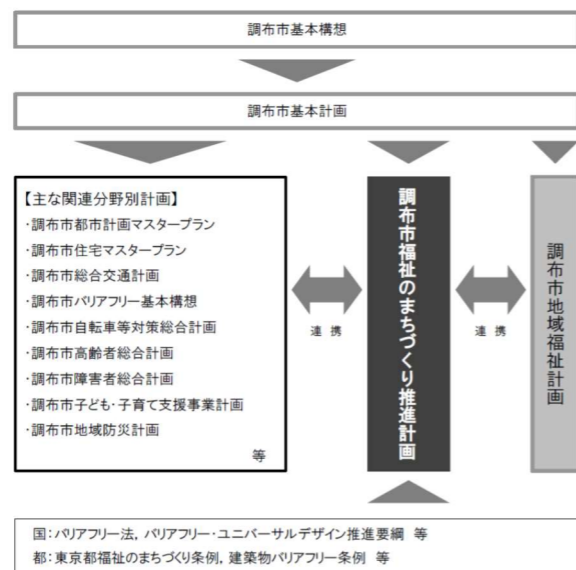 調布市基本構想
調布市基本計画
【主な関連分野別計画】
・調布市都市計画マスタープラン
・調布市住宅マスタープラン
・調布市総合交通計画
・調布市バリアフリー基本構想
・調布市自転車等対策総合計画
・調布市高齢者総合計画
・調布市障害者総合計画
・調布市子ども・子育て支援事業計画
・調布市地域防災計画
等
連 携
調布市福祉のまちづくり推進計画
連 携
調布市地域福祉計画
国：バリアフリー法，バリアフリー・ユニバーサルデザイン推進要綱 等
都：東京都福祉のまちづくり条例，建築物バリアフリー条例 等